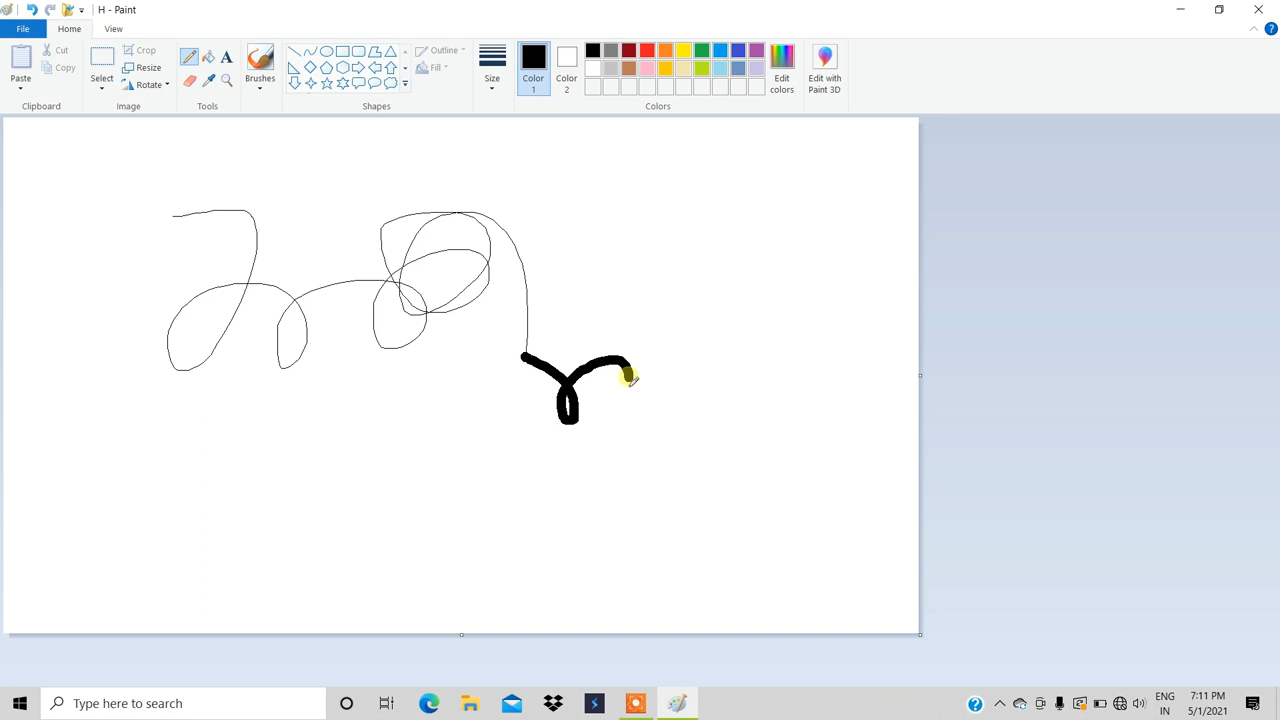 H - Paint
File Home View
Paste Cut Copy Clipboard
Select Crop Resize Rotate Image
Tools
Brushes
Outline Fill Shapes
Size
Color 1 Color 2 Edit colors Colors
Edit with Paint 3D
Type here to search
ENG IN
7:11 PM
5/1/2021